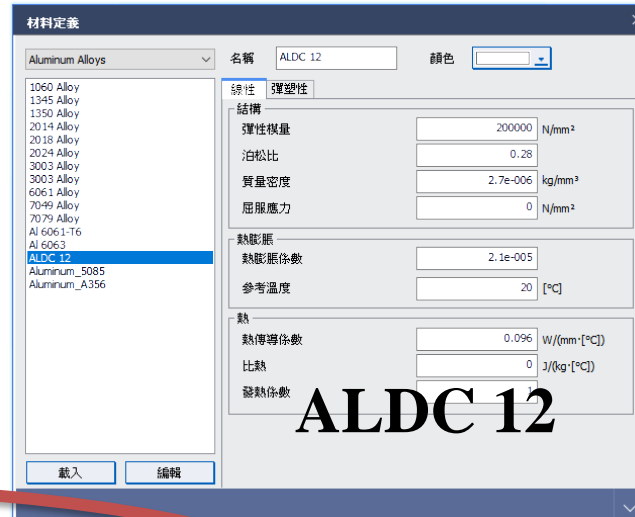 材料定義
Aluminum Alloys
名稱 ALDC 12 顏色
1060 Alloy
1345 Alloy
1350 Alloy
2014 Alloy
2018 Alloy
2024 Alloy
3003 Alloy
3003 Alloy
6061 Alloy
7049 Alloy
7079 Alloy
Al 6061-T6
Al 6063
ALDC 12
Aluminum_5085
Aluminum_A356
線性 彈塑性
結構
彈性模量 200000 N/mm²
泊松比 0.28
質量密度 2.7e-006 kg/mm³
屈服應力 0 N/mm²
熱膨脹
熱膨脹係數 2.1e-005
參考溫度 20 [°C]
熱
熱傳導係數 0.096 W/(mm·[°C])
比熱 0 J/(kg·[°C])
發熱係數 1
ALDC 12
載入 編輯